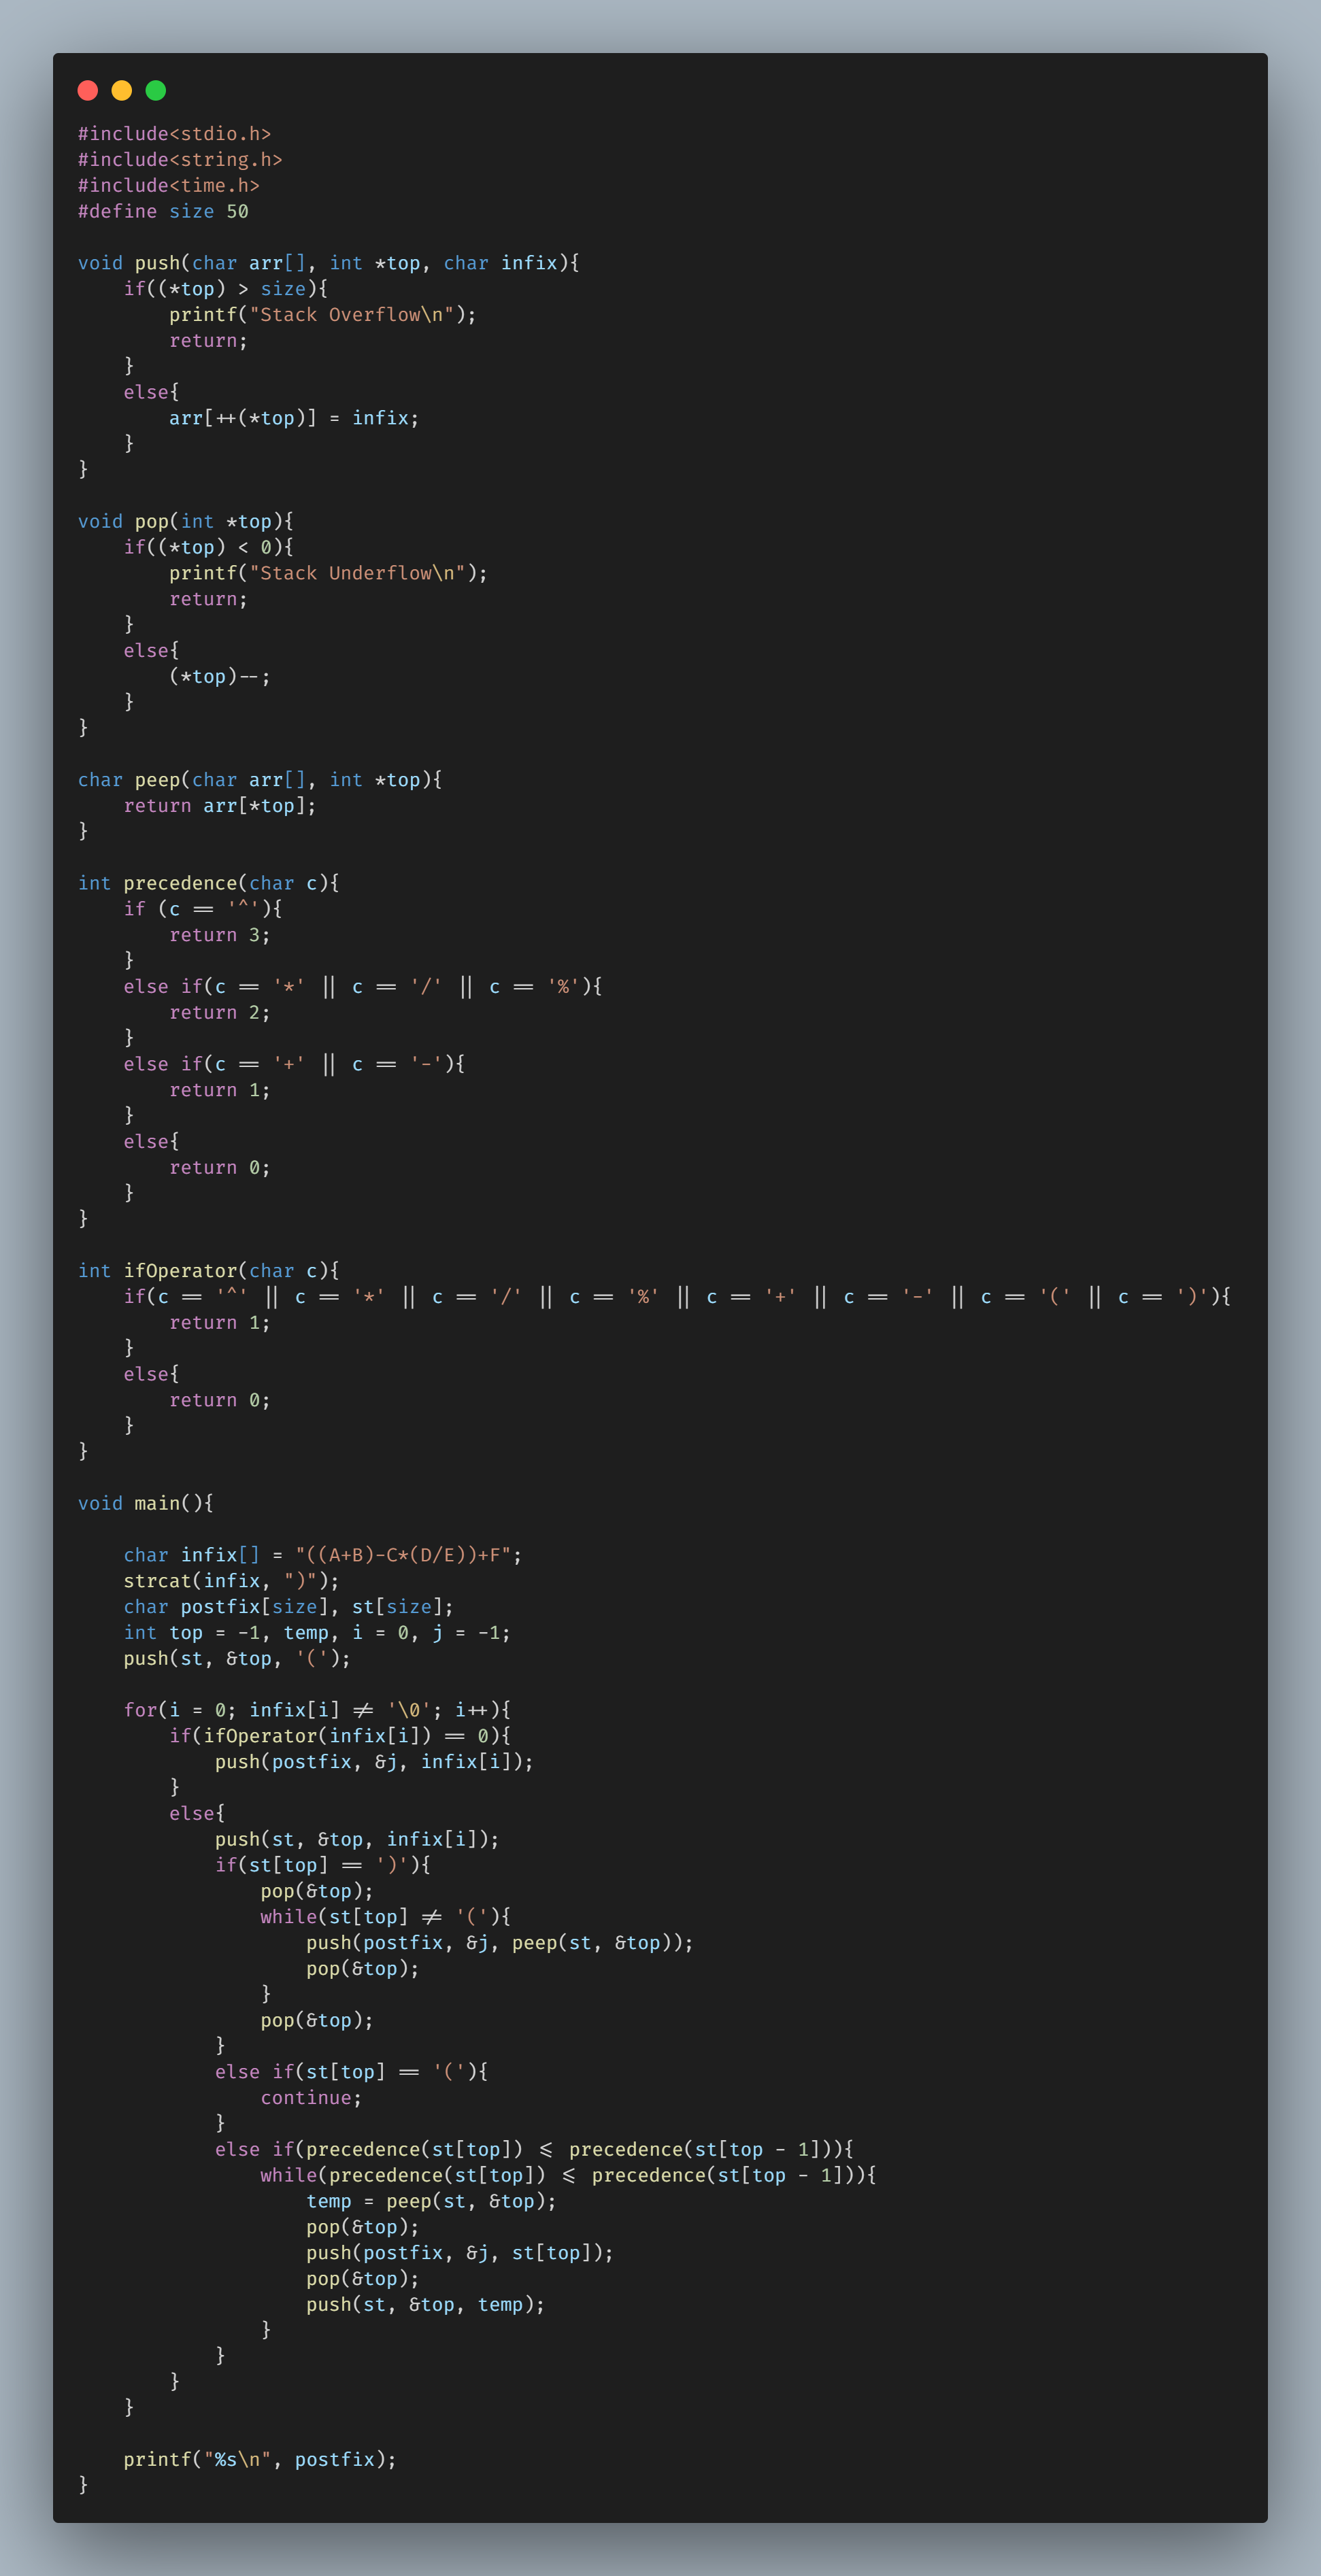 #include<stdio.h>
#include<string.h>
#include<time.h>
#define size 50

void push(char arr[], int *top, char infix){
    if((*top) > size){
        printf("Stack Overflow\n");
        return;
    }
    else{
        arr[++(*top)] = infix;
    }
}

void pop(int *top){
    if((*top) < 0){
        printf("Stack Underflow\n");
        return;
    }
    else{
        (*top)--;
    }
}

char peep(char arr[], int *top){
    return arr[*top];
}

int precedence(char c){
    if (c == '^'){
        return 3;
    }
    else if(c == '*' || c == '/' || c == '%'){
        return 2;
    }
    else if(c == '+' || c == '-'){
        return 1;
    }
    else{
        return 0;
    }
}

int ifOperator(char c){
    if(c == '^' || c == '*' || c == '/' || c == '%' || c == '+' || c == '-' || c == '(' || c == ')'){
        return 1;
    }
    else{
        return 0;
    }
}

void main(){

    char infix[] = "((A+B)-C*(D/E))+F";
    strcat(infix, ")");
    char postfix[size], st[size];
    int top = -1, temp, i = 0, j = -1;
    push(st, &top, '(');

    for(i = 0; infix[i] != '\0'; i++){
        if(ifOperator(infix[i]) == 0){
            push(postfix, &j, infix[i]);
        }
        else{
            push(st, &top, infix[i]);
            if(st[top] == ')'){
                pop(&top);
                while(st[top] != '('){
                    push(postfix, &j, peep(st, &top));
                    pop(&top);
                }
                pop(&top);
            }
            else if(st[top] == '('){
                continue;
            }
            else if(precedence(st[top]) <= precedence(st[top - 1])){
                while(precedence(st[top]) <= precedence(st[top - 1])){
                    temp = peep(st, &top);
                    pop(&top);
                    push(postfix, &j, st[top]);
                    pop(&top);
                    push(st, &top, temp);
                }
            }
        }
    }

    printf("%s\n", postfix);
}